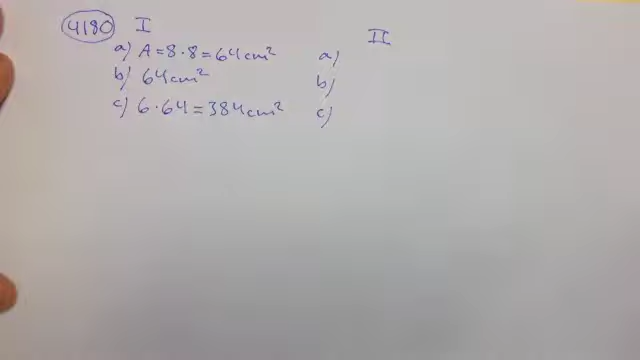 4180 I II
a) A = 8·8 = 64 cm² a)
b) 64 cm² b)
c) 6·64 = 384 cm² c)